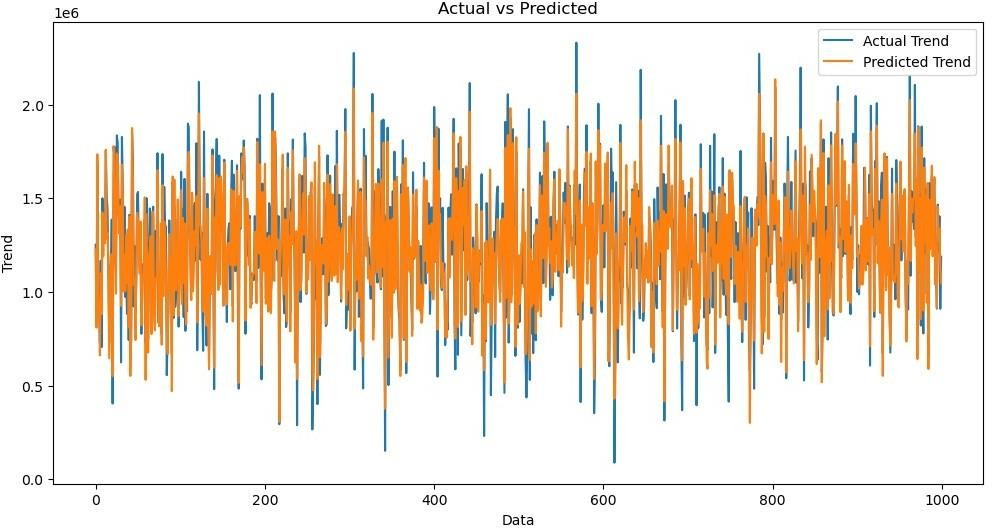 Actual vs Predicted
1e6
Actual Trend
Predicted Trend
2.0
1.5
1.0
0.5
0.0
Trend
0 200 400 600 800 1000
Data